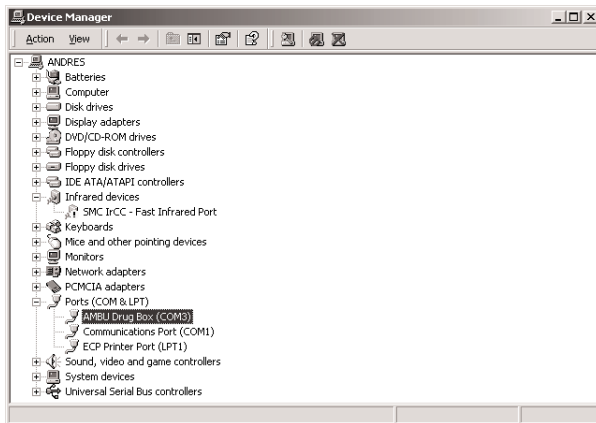 Device Manager
Action View
ANDRES
Batteries
Computer
Disk drives
Display adapters
DVD/CD-ROM drives
Floppy disk controllers
Floppy disk drives
IDE ATA/ATAPI controllers
Infrared devices
SMC IrCC - Fast Infrared Port
Keyboards
Mice and other pointing devices
Monitors
Network adapters
PCMCIA adapters
Ports (COM & LPT)
AMBU Drug Box (COM3)
Communications Port (COM1)
ECP Printer Port (LPT1)
Sound, video and game controllers
System devices
Universal Serial Bus controllers